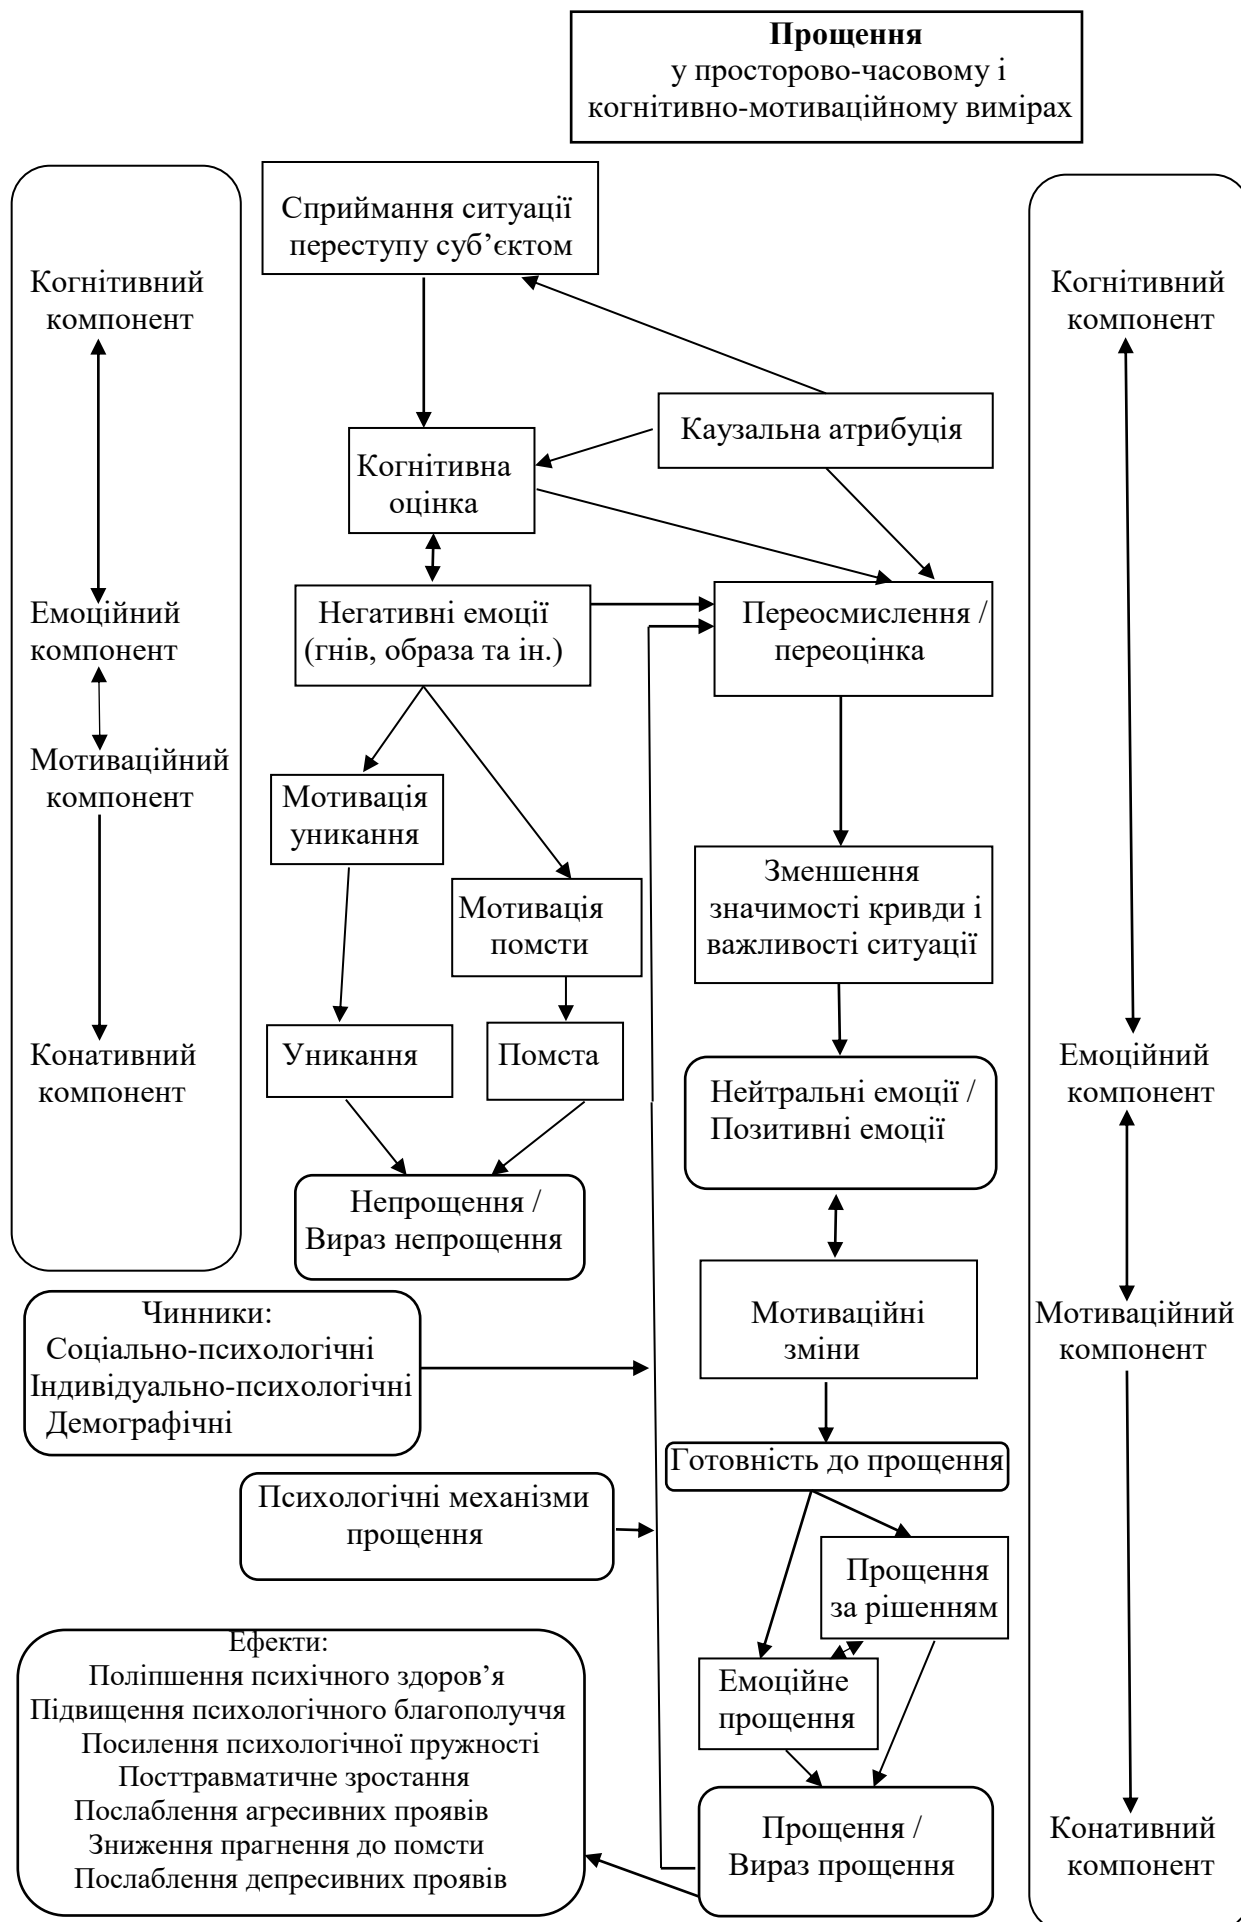 Прощення
у просторово-часовому і
когнітивно-мотиваційному вимірах
Когнітивний
компонент
Емоційний
компонент
Мотиваційний
компонент
Конативний
компонент
Сприймання ситуації
переступу суб’єктом
Каузальна атрибуція
Когнітивна
оцінка
Негативні емоції
(гнів, образа та ін.)
Переосмислення /
переоцінка
Мотивація
уникання
Мотивація
помсти
Зменшення
значимості кривди і
важливості ситуації
Уникання
Помста
Нейтральні емоції /
Позитивні емоції
Непрощення /
Вираз непрощення
Мотиваційні
зміни
Чинники:
Соціально-психологічні
Індивідуально-психологічні
Демографічні
Готовність до прощення
Психологічні механізми
прощення
Прощення
за рішенням
Емоційне
прощення
Ефекти:
Поліпшення психічного здоров’я
Підвищення психологічного благополуччя
Посилення психологічної пружності
Посттравматичне зростання
Послаблення агресивних проявів
Зниження прагнення до помсти
Послаблення депресивних проявів
Прощення /
Вираз прощення
Когнітивний
компонент
Емоційний
компонент
Мотиваційний
компонент
Конативний
компонент